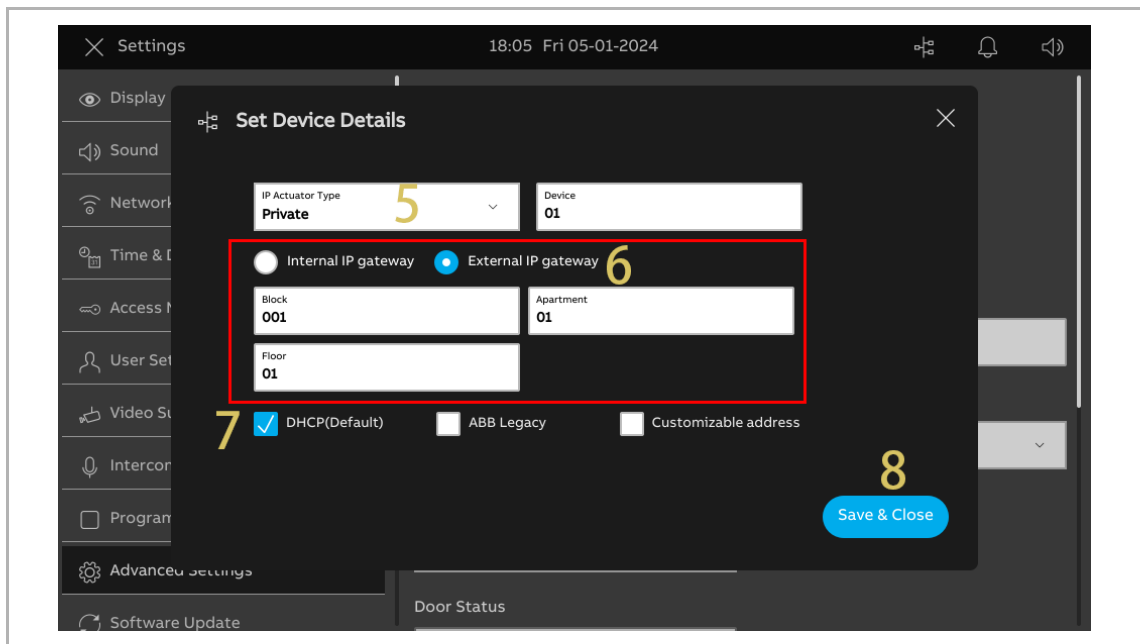 Settings
18:05 Fri 05-01-2024
Display
Set Device Details
Sound
IP Actuator Type
Private
5
Device
01
Network
Time & D
Internal IP gateway
External IP gateway
6
Access M
Block
001
Apartment
01
User Set
Floor
01
Video Su
7
DHCP(Default)
ABB Legacy
Customizable address
Intercom
8
Program
Save & Close
Advanced Settings
Door Status
Software Update